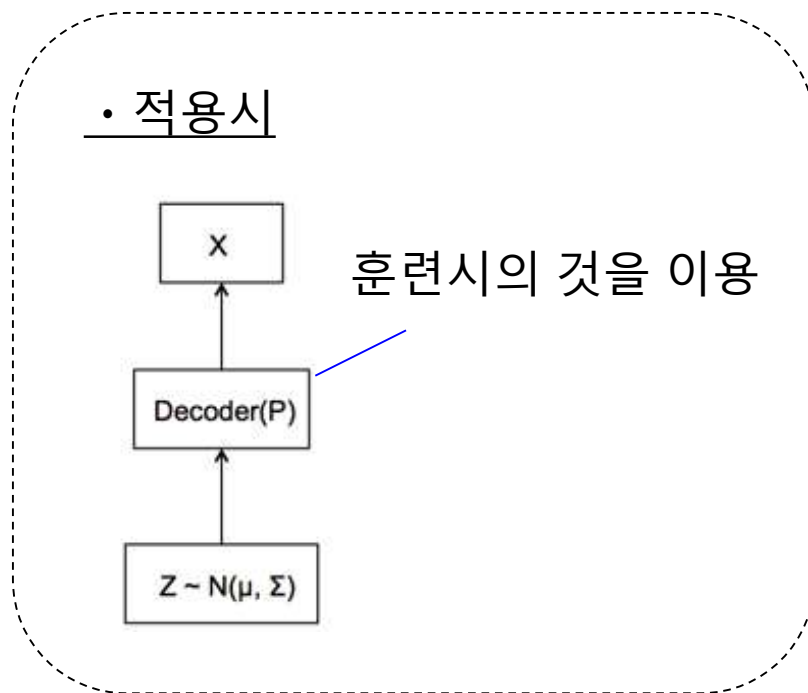 ・적용시
X
훈련시의 것을 이용
Decoder(P)
Z ~ N(μ, Σ)